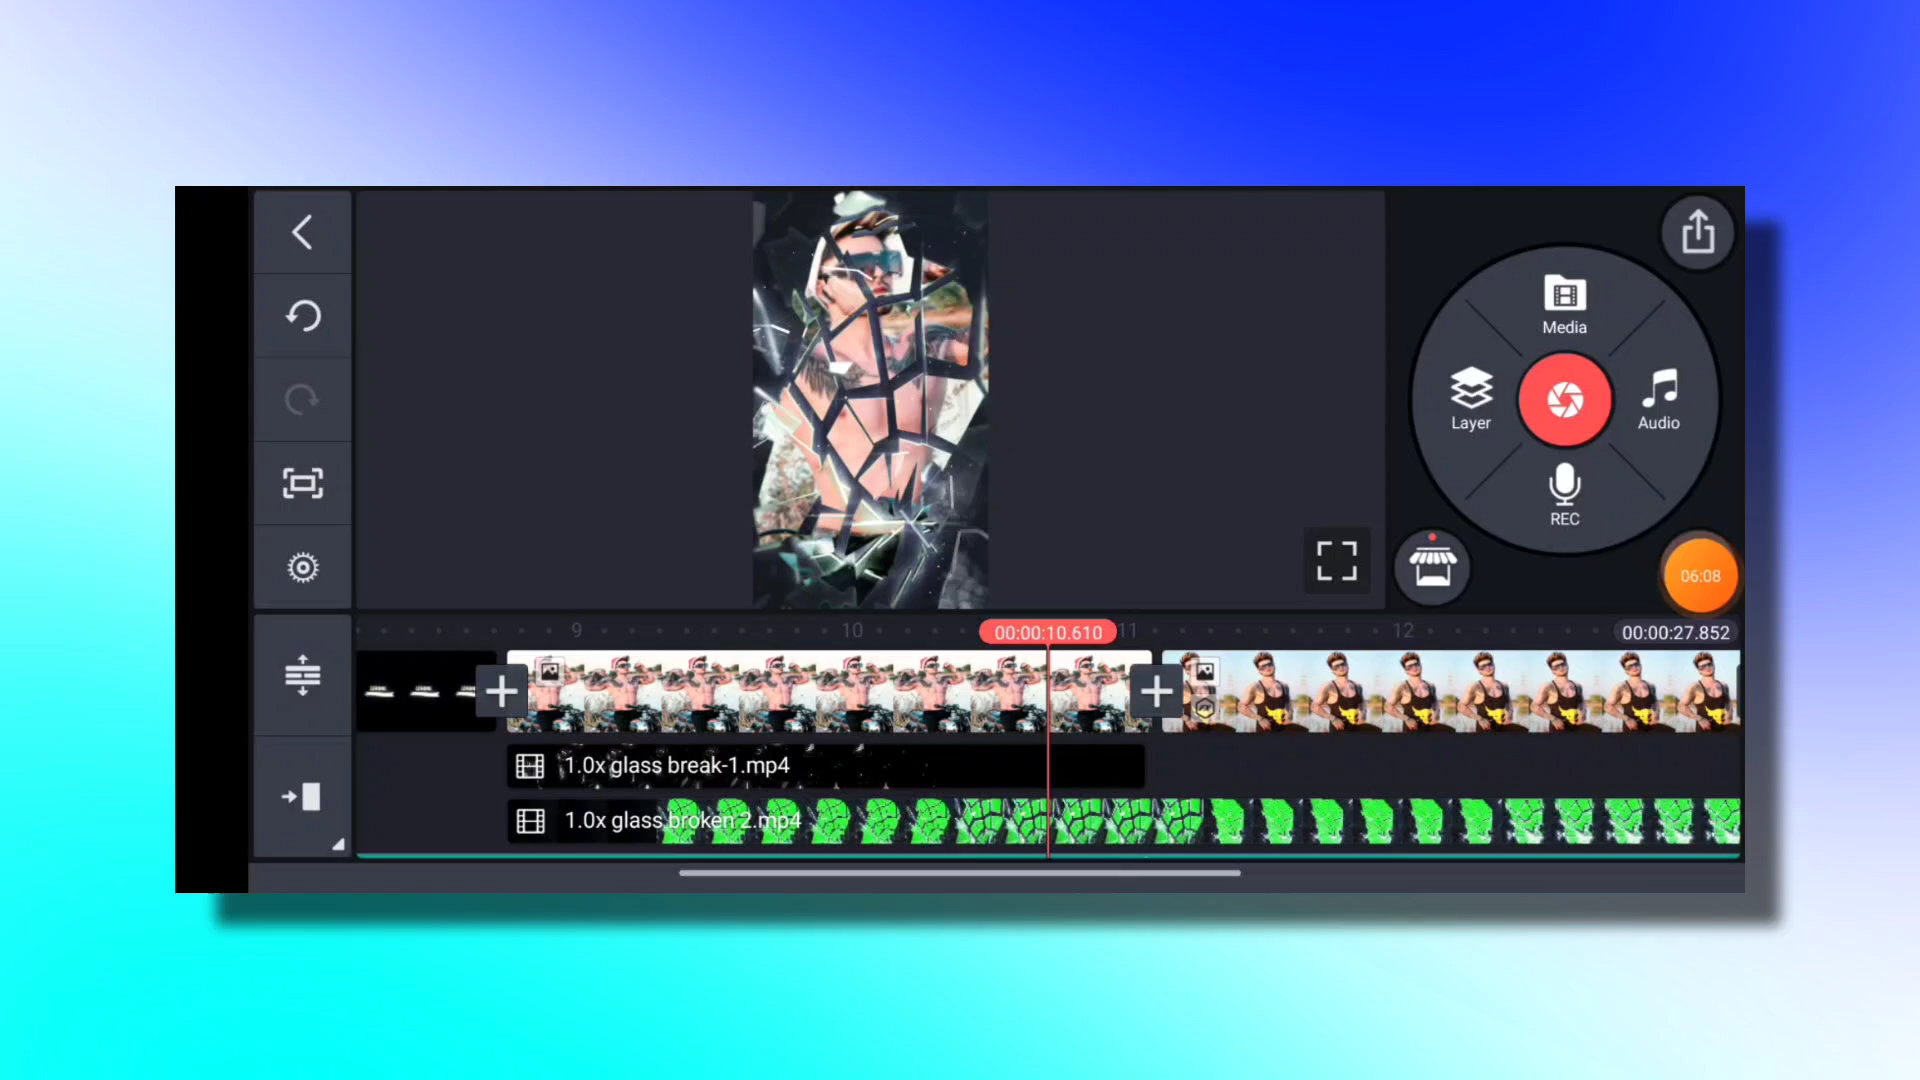 Media
Layer
Audio
REC
06:08
9
10
00:00:10.610
11
12
00:00:27.852
1.0x glass break-1.mp4
1.0x glass broken 2.mp4